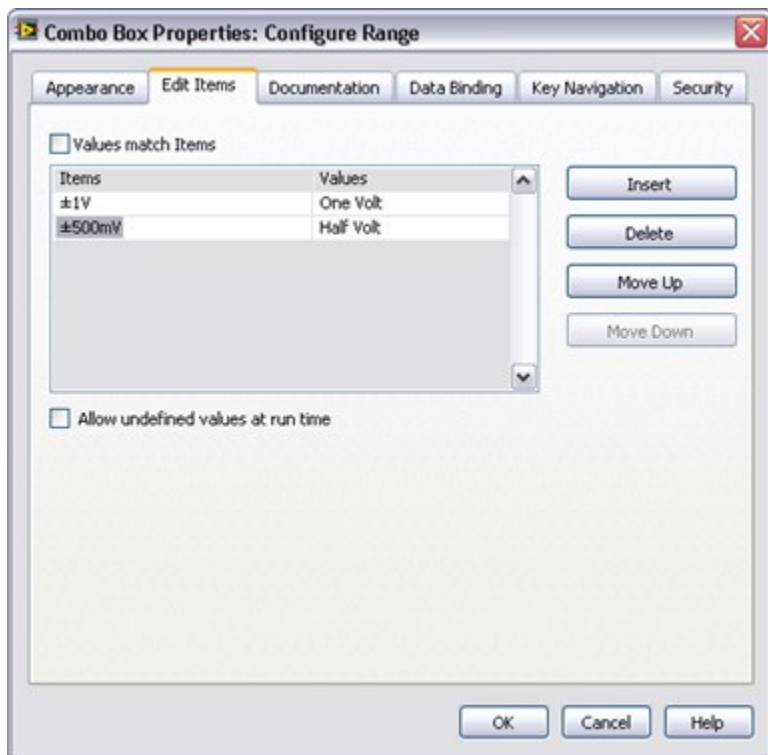 Combo Box Properties: Configure Range
Appearance Edit Items Documentation Data Binding Key Navigation Security
Values match Items
Items Values
±1V One Volt
±500mV Half Volt
Insert
Delete
Move Up
Move Down
Allow undefined values at run time
OK Cancel Help